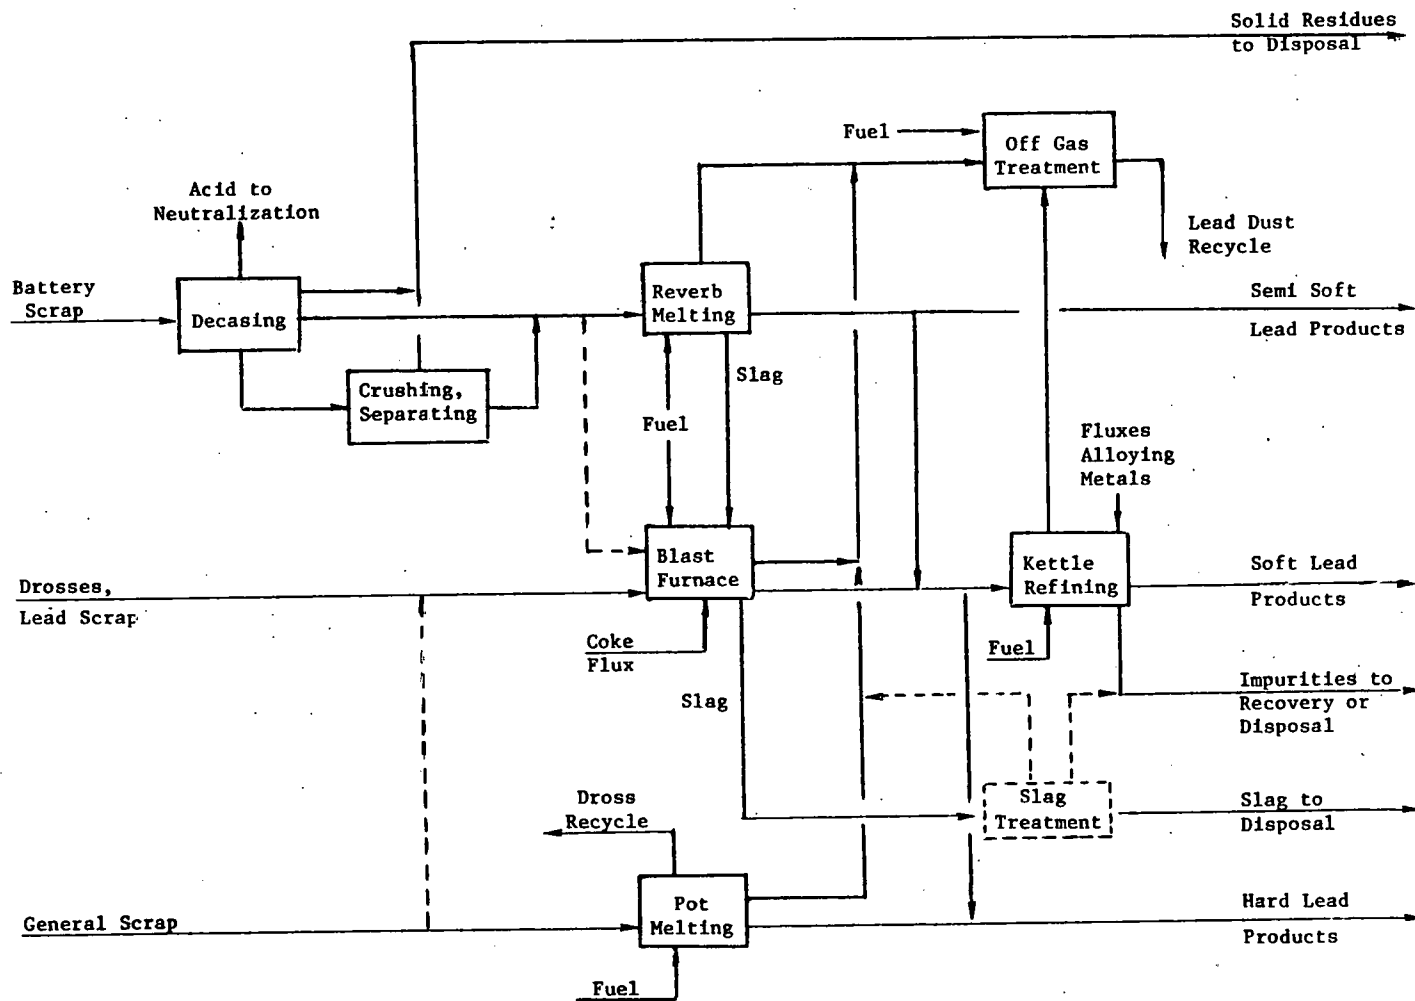 Solid Residues
to Disposal
Fuel
Off Gas
Treatment
Acid to
Neutralization
Lead Dust
Recycle
Battery
Scrap
Decasing
Reverb
Melting
Semi Soft
Lead Products
Crushing,
Separating
Slag
Fuel
Fluxes
Alloying
Metals
Drosses,
Lead Scrap
Blast
Furnace
Kettle
Refining
Soft Lead
Products
Coke
Flux
Fuel
Slag
Impurities to
Recovery or
Disposal
Dross
Recycle
Slag
Treatment
Slag to
Disposal
General Scrap
Pot
Melting
Hard Lead
Products
Fuel